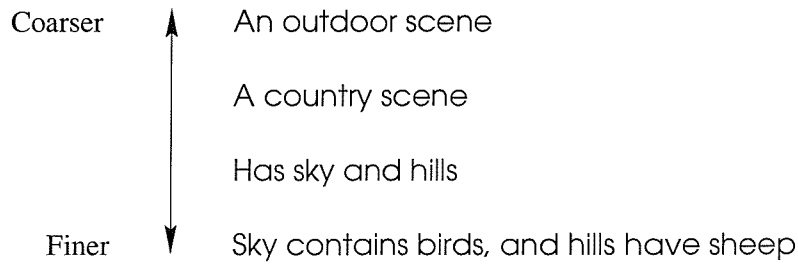 Coarser An outdoor scene
A country scene
Has sky and hills
Finer Sky contains birds, and hills have sheep